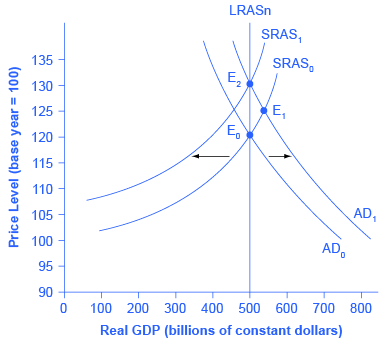 LRASn
SRAS1
SRAS0
E2
E1
E0
AD1
AD0
Price Level (base year = 100)
135
130
125
120
115
110
105
100
95
90
0 100 200 300 400 500 600 700 800
Real GDP (billions of constant dollars)